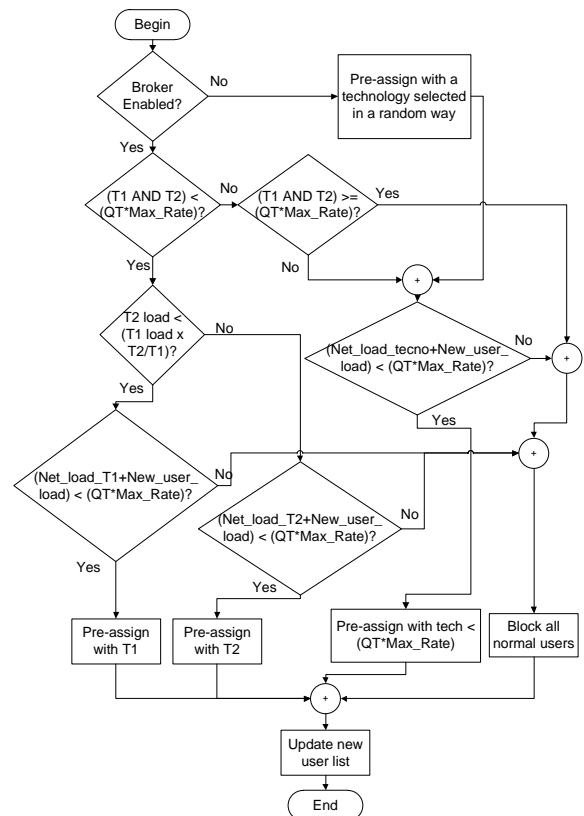 Begin
Broker
Enabled?
No
Pre-assign with a
technology selected
in a random way
Yes
(T1 AND T2) <
(QT*Max_Rate)?
No
(T1 AND T2) >=
(QT*Max_Rate)?
Yes
Yes
No
+
T2 load <
(T1 load x
T2/T1)?
No
(Net_load_tecno+New_user_
load) < (QT*Max_Rate)?
No
+
Yes
Yes
(Net_load_T1+New_user_
load) < (QT*Max_Rate)?
No
+
(Net_load_T2+New_user_
load) < (QT*Max_Rate)?
No
Yes
Yes
Pre-assign
with T1
Pre-assign
with T2
Pre-assign with tech <
(QT*Max_Rate)
Block all
normal users
+
Update new
user list
End